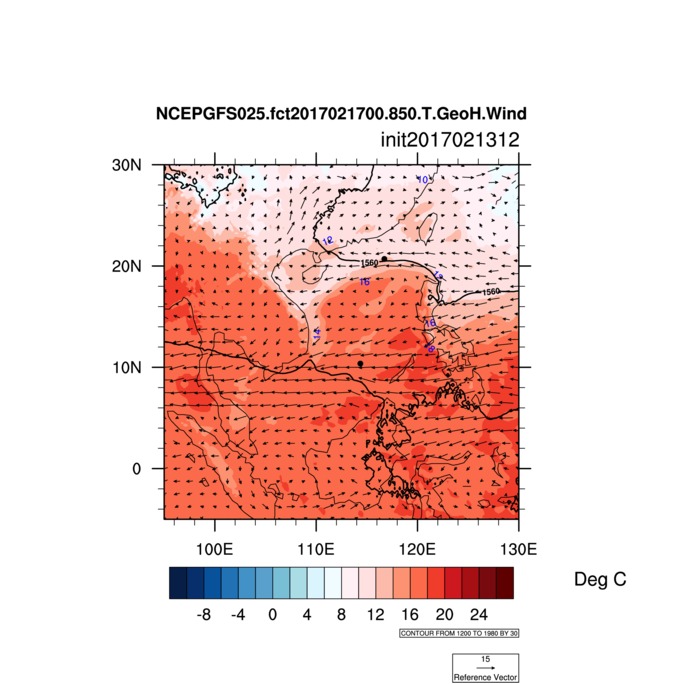 NCEPGFS025.fct2017021700.850.T.GeoH.Wind
init2017021312
30N
10
12
1560
20N
16
12
1560
16
14
18
10N
0
100E
110E
120E
130E
Deg C
-8
-4
0
4
8
12
16
20
24
CONTOUR FROM 1200 TO 1980 BY 30
15
Reference Vector